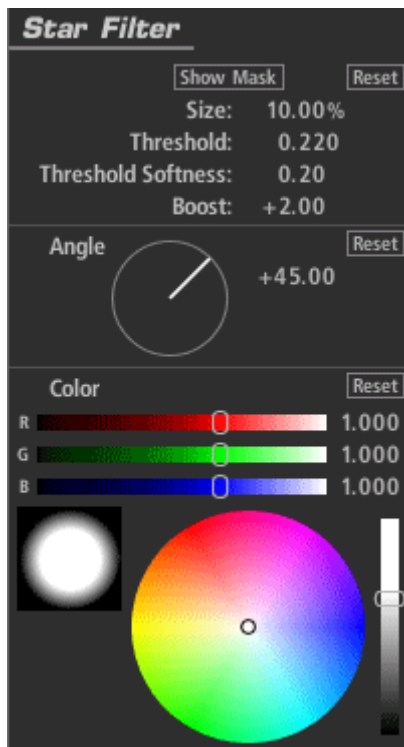 Star Filter
Show Mask Reset
Size: 10.00%
Threshold: 0.220
Threshold Softness: 0.20
Boost: +2.00
Angle Reset
+45.00
Color Reset
R 1.000
G 1.000
B 1.000